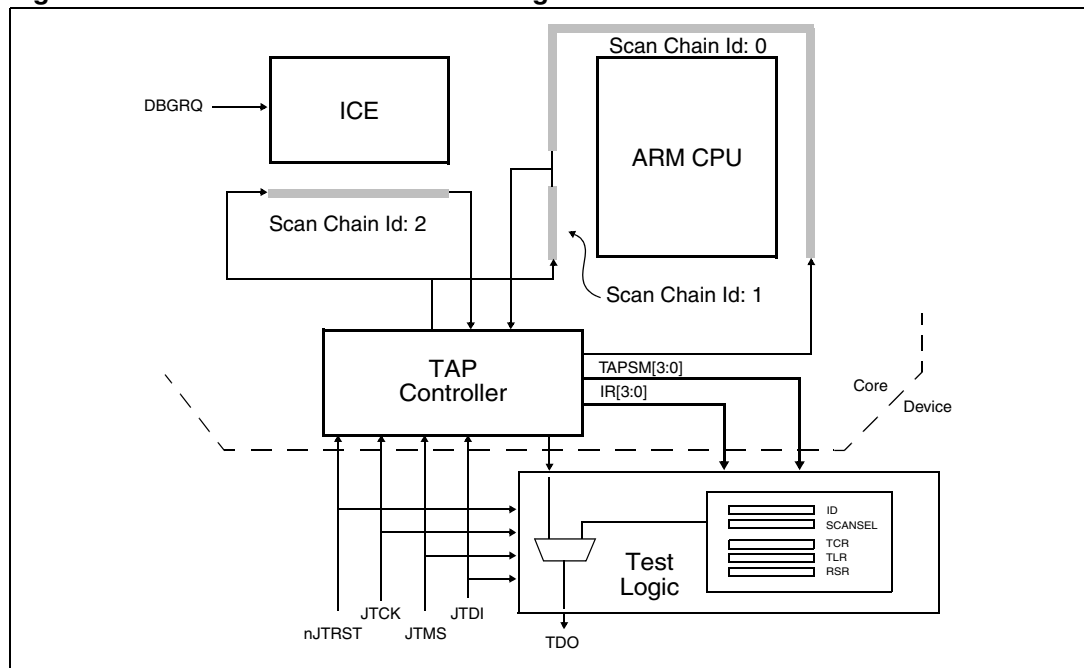 Scan Chain Id: 0
DBGRQ
ICE
ARM CPU
Scan Chain Id: 2
Scan Chain Id: 1
TAP
Controller
TAPSM[3:0]
IR[3:0]
Core
Device
ID
SCANSEL
TCR
TLR
RSR
Test
Logic
nJTRST
JTCK
JTMS
JTDI
TDO